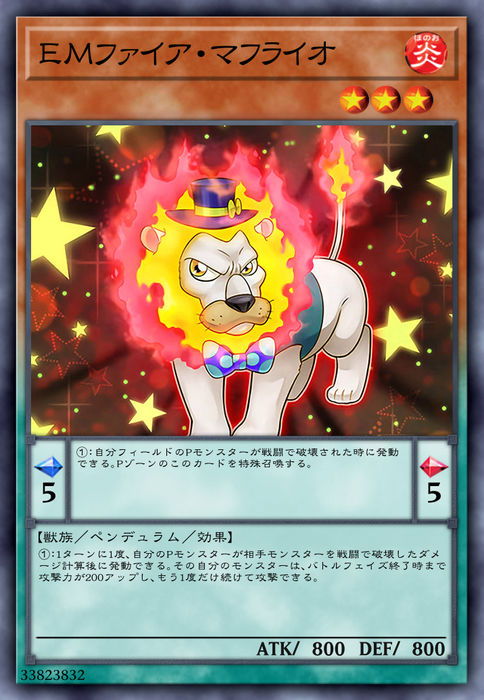 EMファイア・マフライオ
ほのお
炎
①:自分フィールドのPモンスターが戦闘で破壊された時に発動
できる。Pゾーンのこのカードを特殊召喚する。
5
5
【獣族／ペンデュラム／効果】
①:1ターンに1度、自分のPモンスターが相手モンスターを戦闘で破壊したダメ
ージ計算後に発動できる。その自分のモンスターは、バトルフェイズ終了時まで
攻撃力が200アップし、もう1度だけ続けて攻撃できる。
ATK/ 800 DEF/ 800
33823832